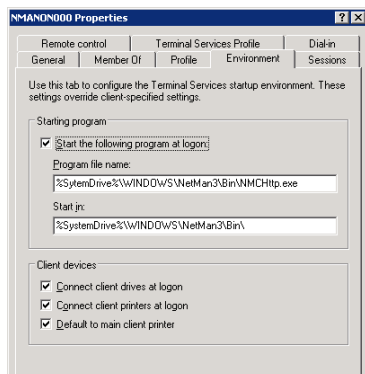 NMANON000 Properties
Remote control Terminal Services Profile Dial-in
General Member Of Profile Environment Sessions
Use this tab to configure the Terminal Services startup environment. These
settings override client-specified settings.
Starting program
Start the following program at logon:
Program file name:
%SytemDrive%\WINDOWS\NetMan3\Bin\NMCHttp.exe
Start in:
%SystemDrive%\WINDOWS\NetMan3\Bin\
Client devices
Connect client drives at logon
Connect client printers at logon
Default to main client printer